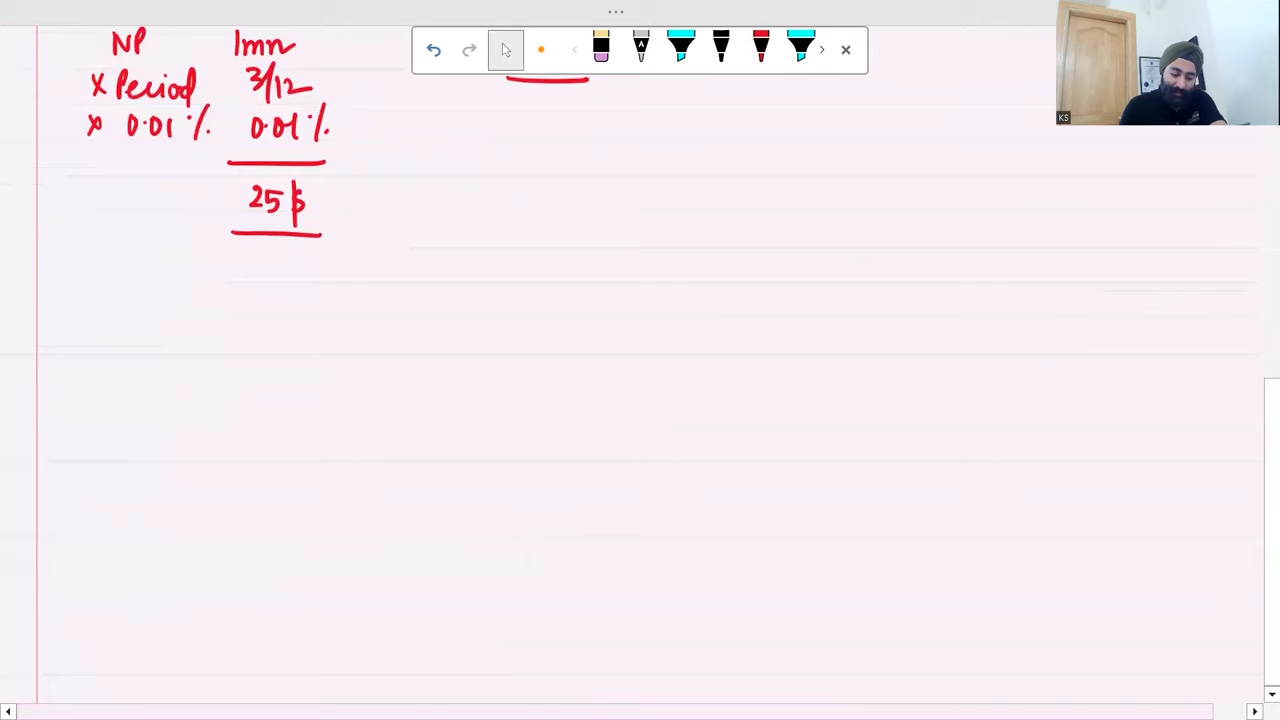 NP 1mn
x Period 3/12
x 0.01% 0.01%
25 $
A
KS